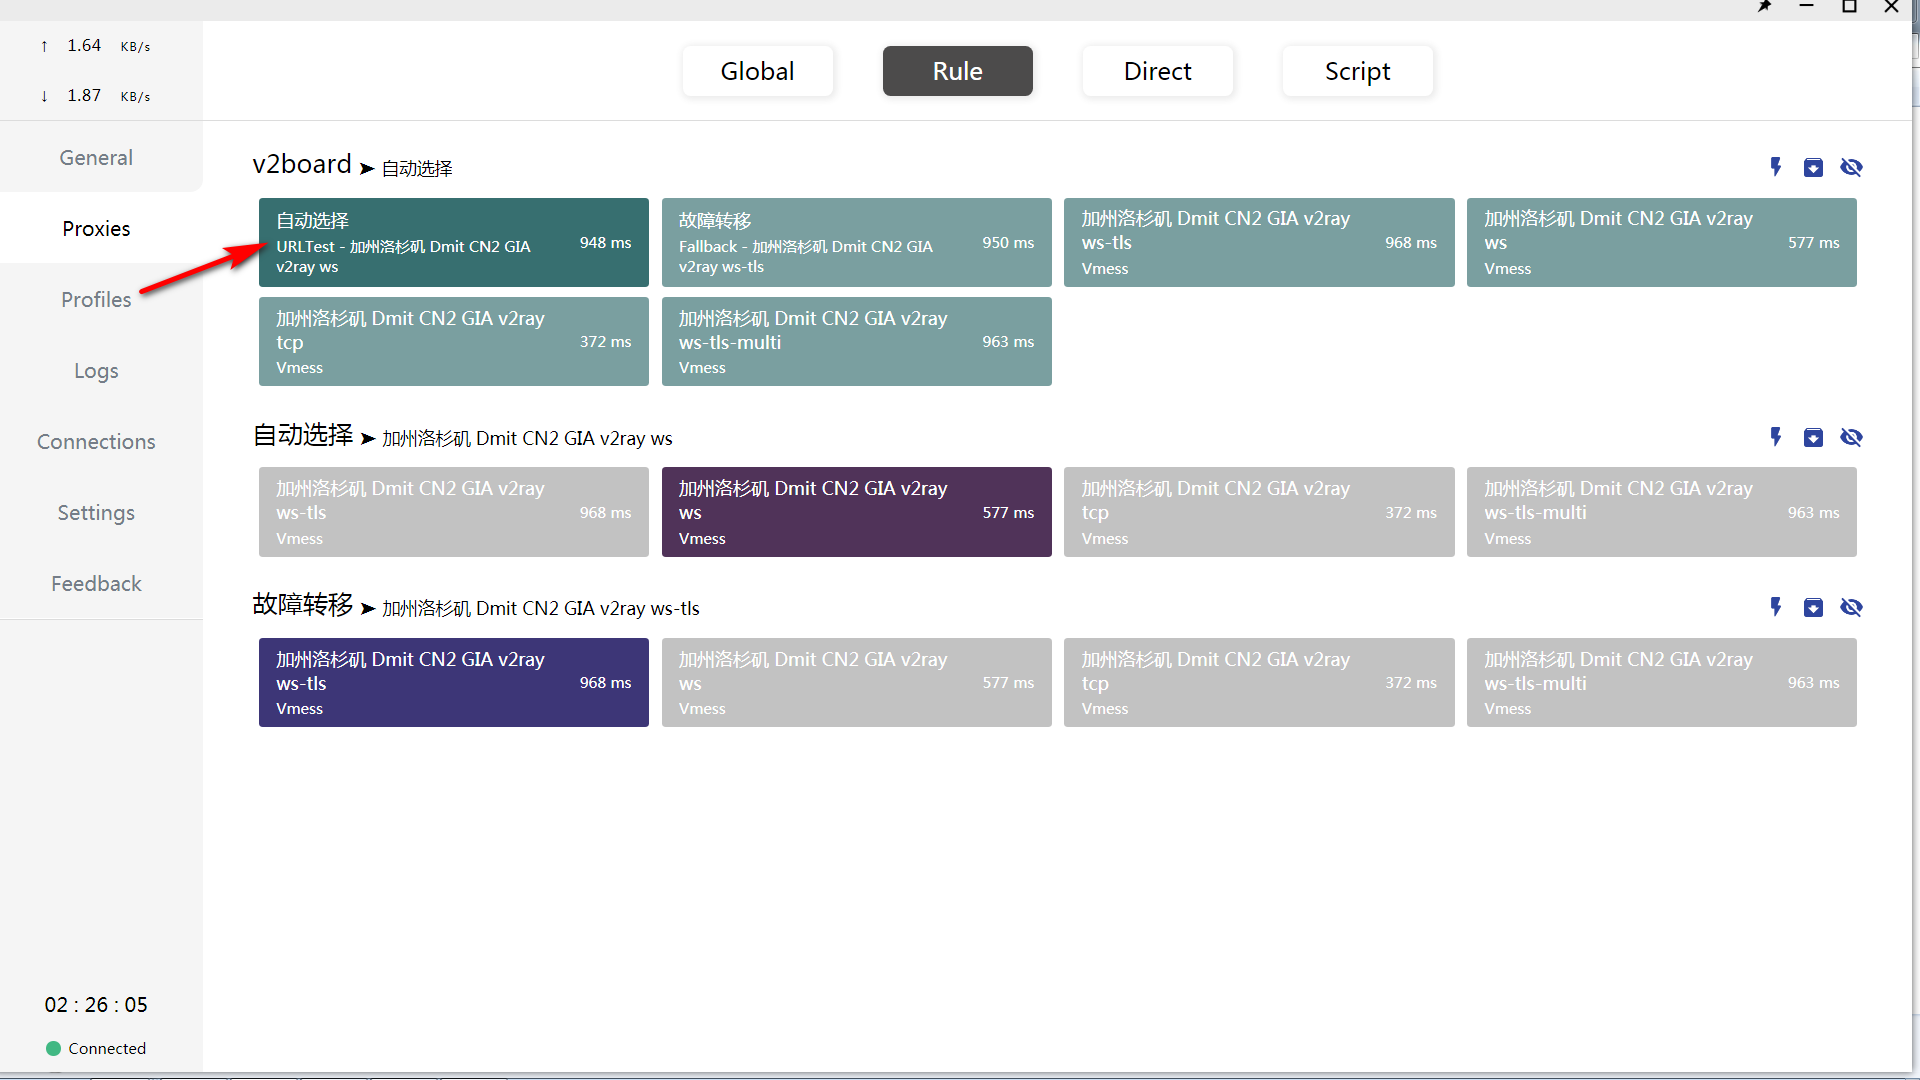 ↑ 1.64 KB/s
↓ 1.87 KB/s
General
Proxies
Profiles
Logs
Connections
Settings
Feedback
02 : 26 : 05
Connected
Global
Rule
Direct
Script
v2board ➤ 自动选择
自动选择
URLTest - 加州洛杉矶 Dmit CN2 GIA
v2ray ws
948 ms
故障转移
Fallback - 加州洛杉矶 Dmit CN2 GIA
v2ray ws-tls
950 ms
加州洛杉矶 Dmit CN2 GIA v2ray
ws-tls
Vmess
968 ms
加州洛杉矶 Dmit CN2 GIA v2ray
ws
Vmess
577 ms
加州洛杉矶 Dmit CN2 GIA v2ray
tcp
Vmess
372 ms
加州洛杉矶 Dmit CN2 GIA v2ray
ws-tls-multi
Vmess
963 ms
自动选择 ➤ 加州洛杉矶 Dmit CN2 GIA v2ray ws
加州洛杉矶 Dmit CN2 GIA v2ray
ws-tls
Vmess
968 ms
加州洛杉矶 Dmit CN2 GIA v2ray
ws
Vmess
577 ms
加州洛杉矶 Dmit CN2 GIA v2ray
tcp
Vmess
372 ms
加州洛杉矶 Dmit CN2 GIA v2ray
ws-tls-multi
Vmess
963 ms
故障转移 ➤ 加州洛杉矶 Dmit CN2 GIA v2ray ws-tls
加州洛杉矶 Dmit CN2 GIA v2ray
ws-tls
Vmess
968 ms
加州洛杉矶 Dmit CN2 GIA v2ray
ws
Vmess
577 ms
加州洛杉矶 Dmit CN2 GIA v2ray
tcp
Vmess
372 ms
加州洛杉矶 Dmit CN2 GIA v2ray
ws-tls-multi
Vmess
963 ms